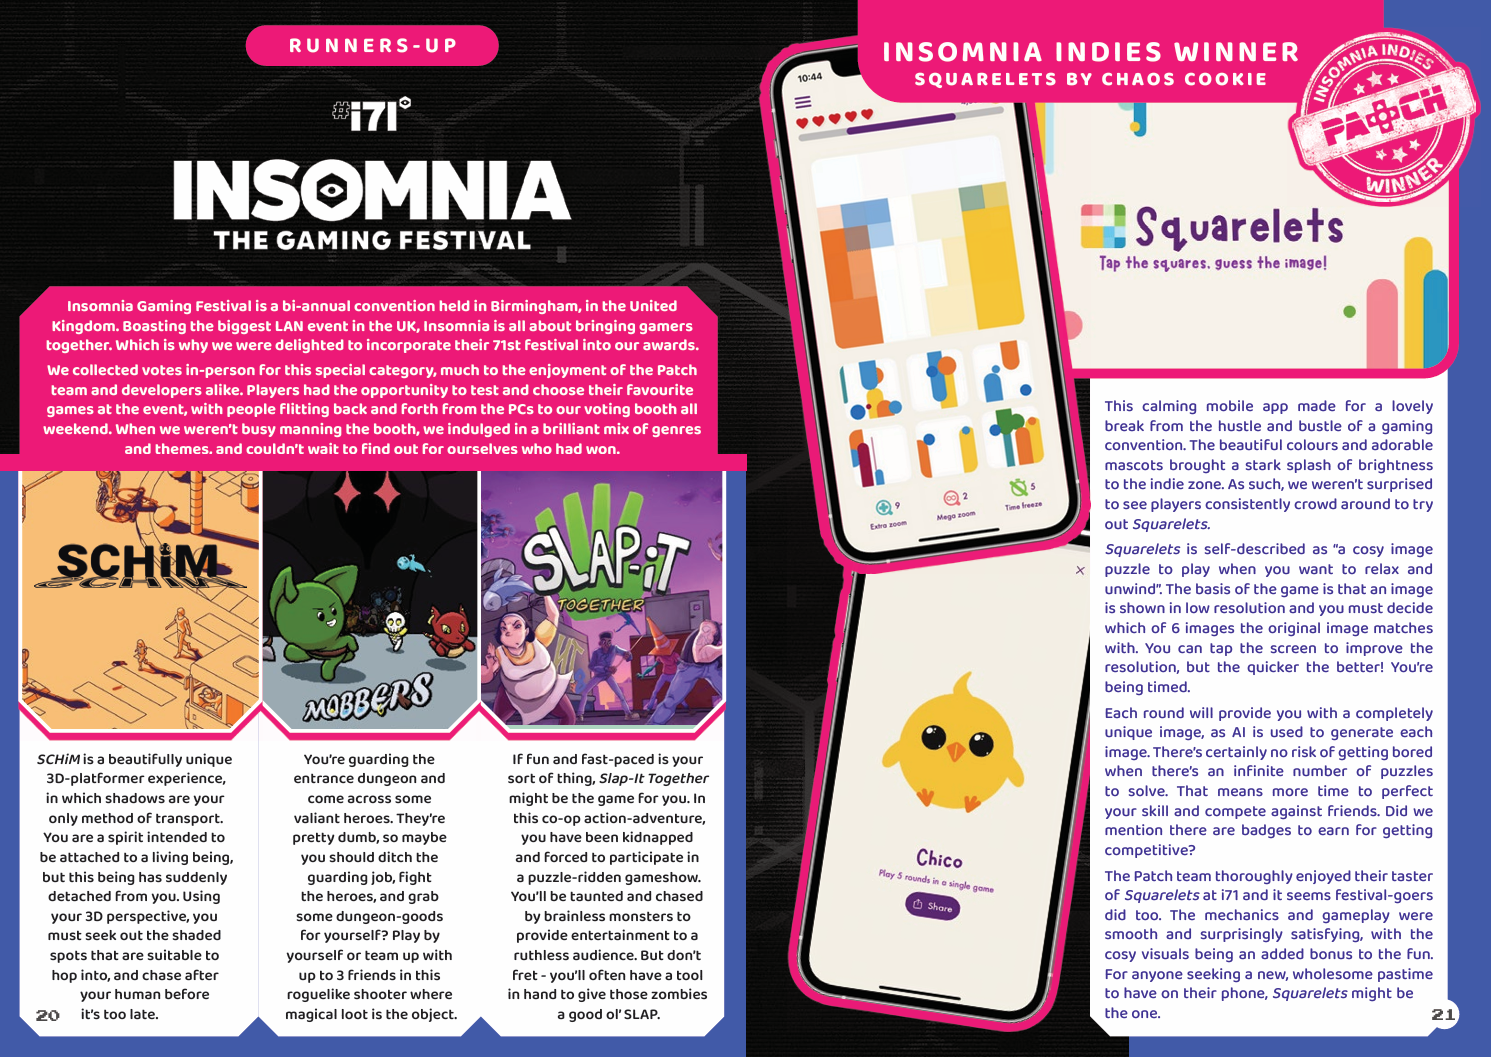 RUNNERS-UP
#i71
INSOMNIA
THE GAMING FESTIVAL
Insomnia Gaming Festival is a bi-annual convention held in Birmingham, in the United
Kingdom. Boasting the biggest LAN event in the UK, Insomnia is all about bringing gamers
together. Which is why we were delighted to incorporate their 71st festival into our awards.
We collected votes in-person for this special category, much to the enjoyment of the Patch
team and developers alike. Players had the opportunity to test and choose their favourite
games at the event, with people flitting back and forth from the PCs to our voting booth all
weekend. When we weren't busy manning the booth, we indulged in a brilliant mix of genres
and themes. and couldn't wait to find out for ourselves who had won.
SCHiM
SCHiM is a beautifully unique
3D-platformer experience,
in which shadows are your
only method of transport.
You are a spirit intended to
be attached to a living being,
but this being has suddenly
detached from you. Using
your 3D perspective, you
must seek out the shaded
spots that are suitable to
hop into, and chase after
your human before
it's too late.
20
MOBBERS
You're guarding the
entrance dungeon and
come across some
valiant heroes. They're
pretty dumb, so maybe
you should ditch the
guarding job, fight
the heroes, and grab
some dungeon-goods
for yourself? Play by
yourself or team up with
up to 3 friends in this
roguelike shooter where
magical loot is the object.
SLAP-iT
TOGETHER
If fun and fast-paced is your
sort of thing, Slap-It Together
might be the game for you. In
this co-op action-adventure,
you have been kidnapped
and forced to participate in
a puzzle-ridden gameshow.
You'll be taunted and chased
by brainless monsters to
provide entertainment to a
ruthless audience. But don't
fret - you'll often have a tool
in hand to give those zombies
a good ol' SLAP.
INSOMNIA INDIES WINNER
SQUARELETS BY CHAOS COOKIE
INSOMNIA INDIES
PATCH
WINNER
10:44
9
Extra zoom
2
Mega zoom
5
Time freeze
Squarelets
Tap the squares. guess the image!
×
Chico
Play 5 rounds in a single game
Share
This calming mobile app made for a lovely
break from the hustle and bustle of a gaming
convention. The beautiful colours and adorable
mascots brought a stark splash of brightness
to the indie zone. As such, we weren't surprised
to see players consistently crowd around to try
out Squarelets.
Squarelets is self-described as "a cosy image
puzzle to play when you want to relax and
unwind". The basis of the game is that an image
is shown in low resolution and you must decide
which of 6 images the original image matches
with. You can tap the screen to improve the
resolution, but the quicker the better! You're
being timed.
Each round will provide you with a completely
unique image, as AI is used to generate each
image. There's certainly no risk of getting bored
when there's an infinite number of puzzles
to solve. That means more time to perfect
your skill and compete against friends. Did we
mention there are badges to earn for getting
competitive?
The Patch team thoroughly enjoyed their taster
of Squarelets at i71 and it seems festival-goers
did too. The mechanics and gameplay were
smooth and surprisingly satisfying, with the
cosy visuals being an added bonus to the fun.
For anyone seeking a new, wholesome pastime
to have on their phone, Squarelets might be
the one.
21